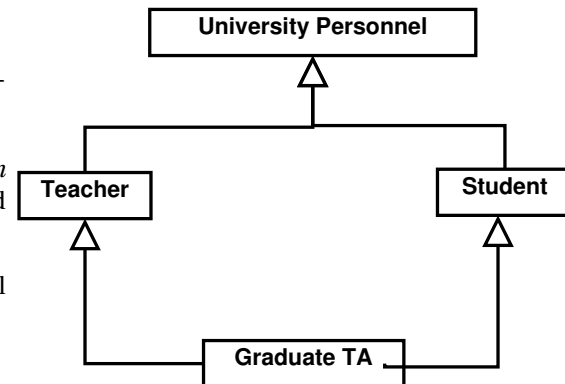 University Personnel
-
n
Teacher
Student
d
l
Graduate TA